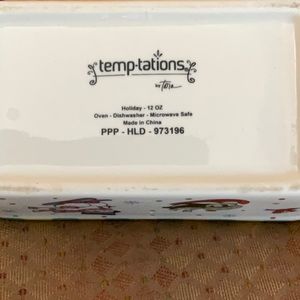 temp-tations
by Tara
Holiday - 12 OZ
Oven - Dishwasher - Microwave Safe
Made in China
PPP - HLD - 973196